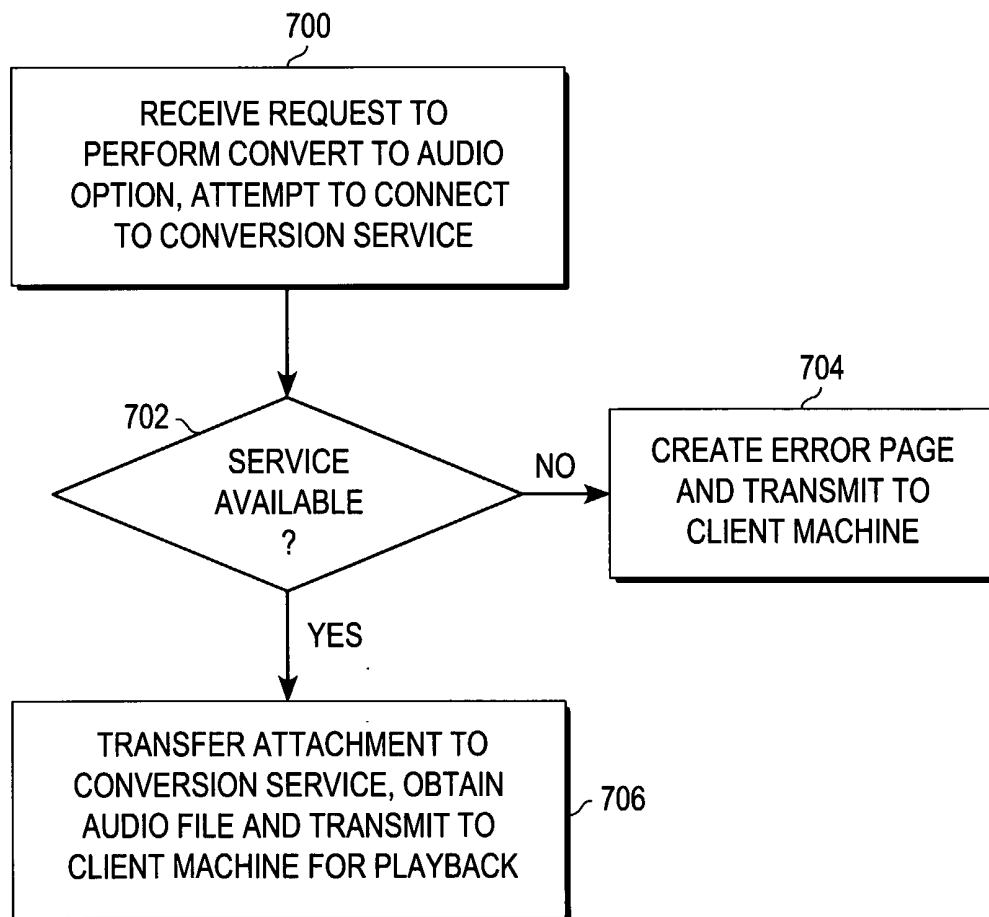 700
RECEIVE REQUEST TO
PERFORM CONVERT TO AUDIO
OPTION, ATTEMPT TO CONNECT
TO CONVERSION SERVICE
702
SERVICE
AVAILABLE
?
NO
704
CREATE ERROR PAGE
AND TRANSMIT TO
CLIENT MACHINE
YES
TRANSFER ATTACHMENT TO
CONVERSION SERVICE, OBTAIN
AUDIO FILE AND TRANSMIT TO
CLIENT MACHINE FOR PLAYBACK
706